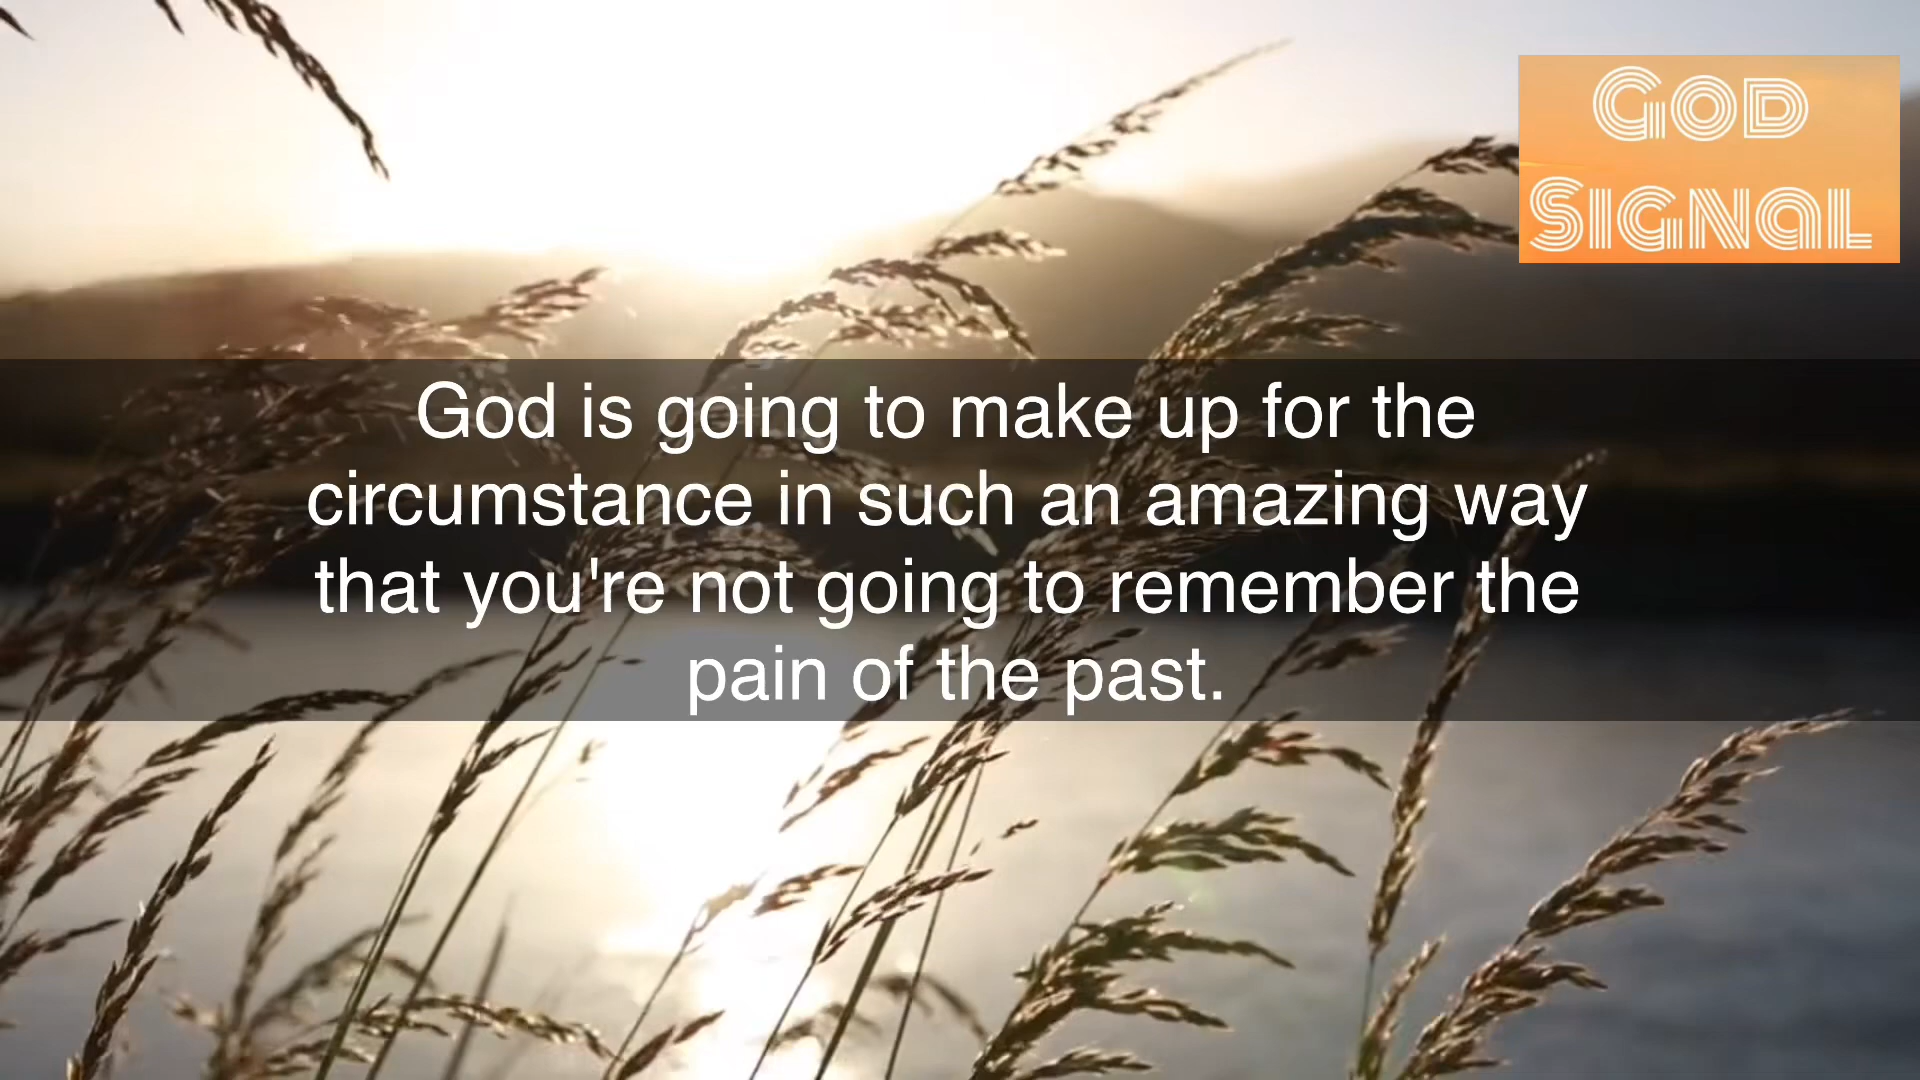 GOD
SIGNAL
God is going to make up for the
circumstance in such an amazing way
that you're not going to remember the
pain of the past.